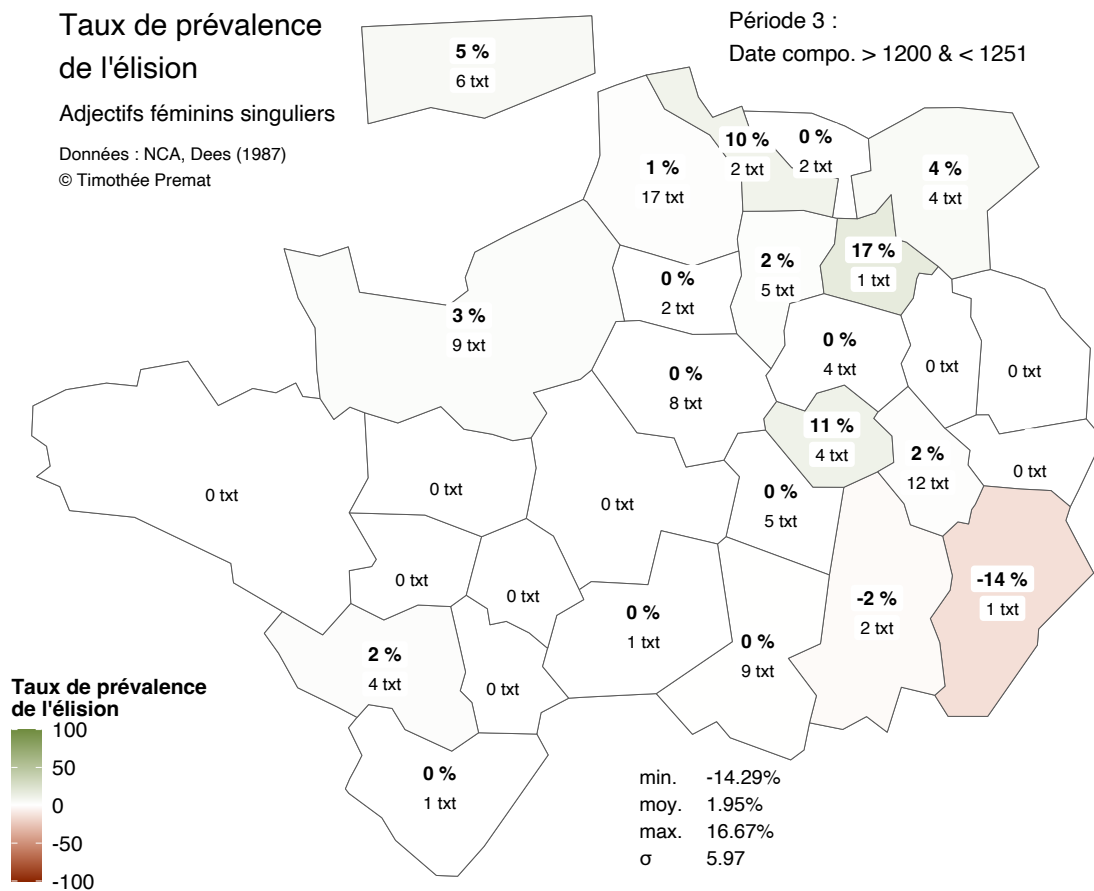 Taux de prévalence
de l'élision
Adjectifs féminins singuliers
Données : NCA, Dees (1987)
© Timothée Premat
Période 3 :
Date compo. > 1200 & < 1251
5 %
6 txt
10 %
2 txt
0 %
2 txt
1 %
17 txt
4 %
4 txt
17 %
1 txt
2 %
5 txt
0 %
2 txt
3 %
9 txt
0 %
4 txt
0 txt
0 txt
0 %
8 txt
11 %
4 txt
2 %
12 txt
0 txt
0 txt
0 txt
0 txt
0 %
5 txt
0 txt
0 txt
-14 %
1 txt
-2 %
2 txt
0 %
1 txt
0 %
9 txt
2 %
4 txt
0 txt
0 %
1 txt
Taux de prévalence
de l'élision
100
50
0
-50
-100
min. -14.29%
moy. 1.95%
max. 16.67%
σ 5.97